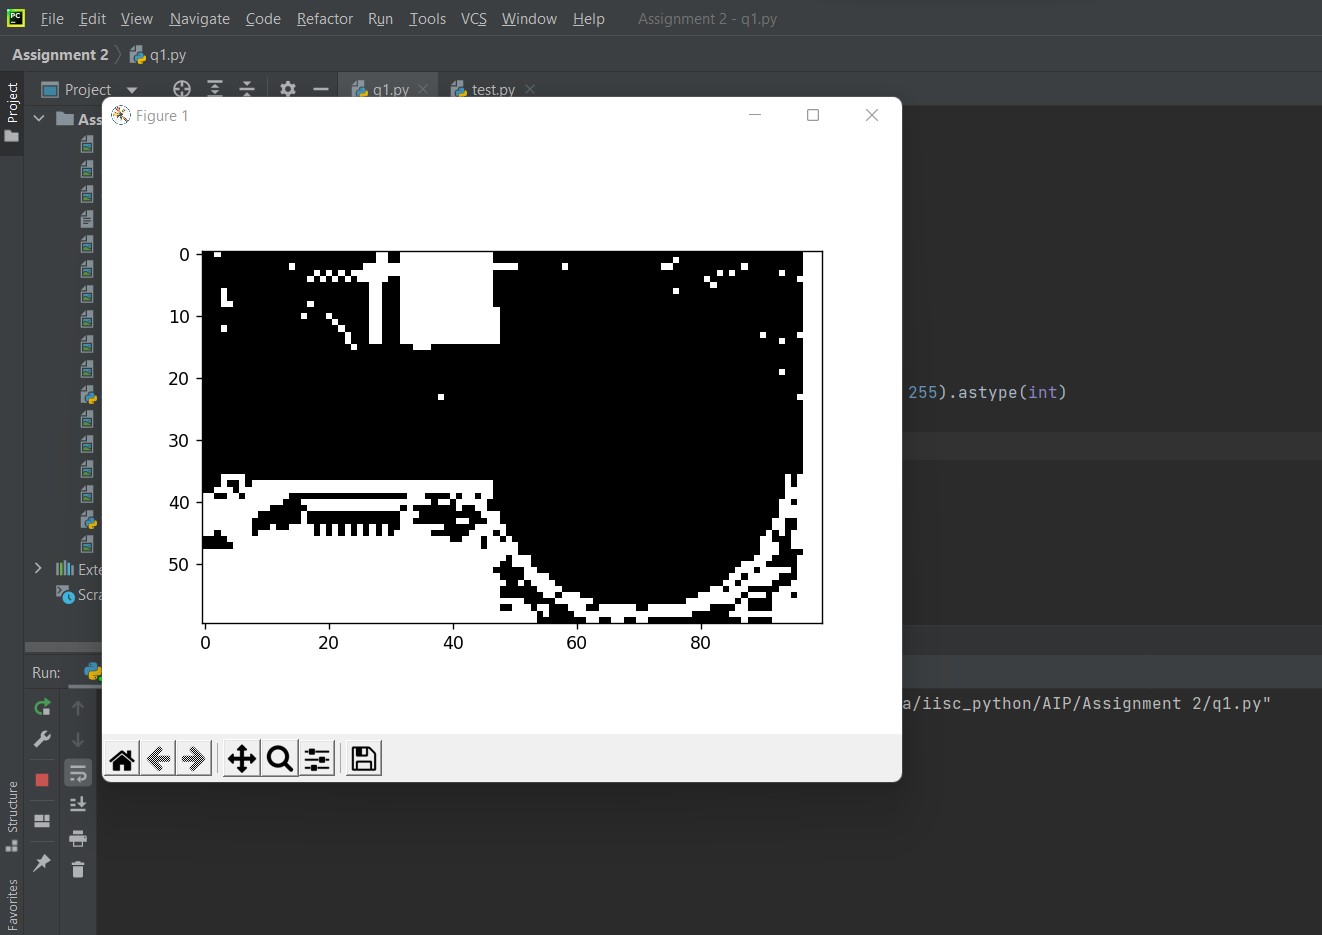 PC File Edit View Navigate Code Refactor Run Tools VCS Window Help Assignment 2 - q1.py
Assignment 2 q1.py
Project q1.py test.py
Project
Ass
Figure 1
0
10
20
30
40
50
0 20 40 60 80
255).astype(int)
Exte
Scra
Run:
a/iisc_python/AIP/Assignment 2/q1.py"
Structure
Favorites